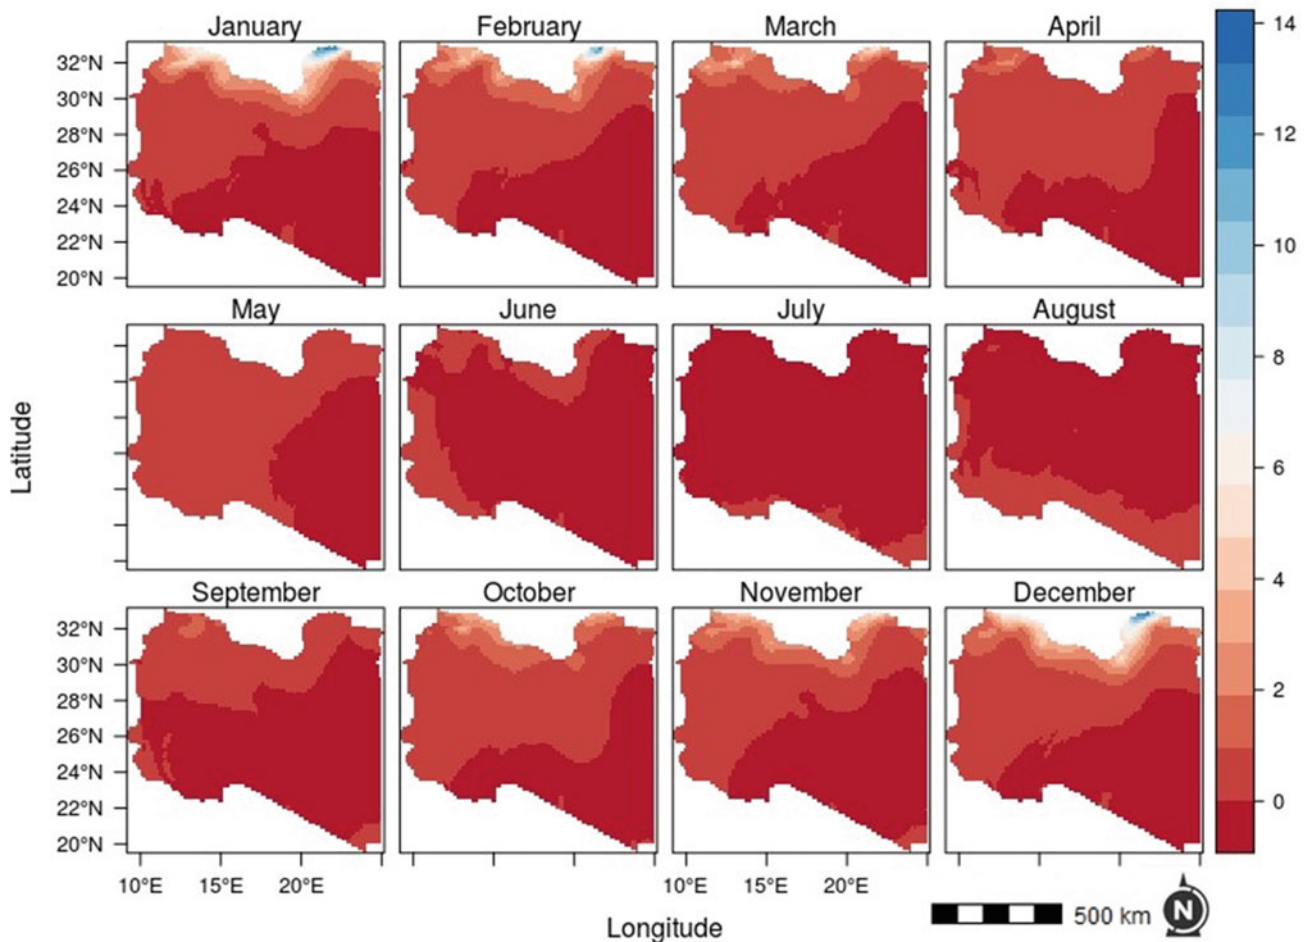 January
February
March
April
32°N
30°N
28°N
26°N
24°N
22°N
20°N
May
June
July
August
Latitude
September
October
November
December
32°N
30°N
28°N
26°N
24°N
22°N
20°N
10°E
15°E
20°E
10°E
15°E
20°E
Longitude
14
12
10
8
6
4
2
0
500 km
N